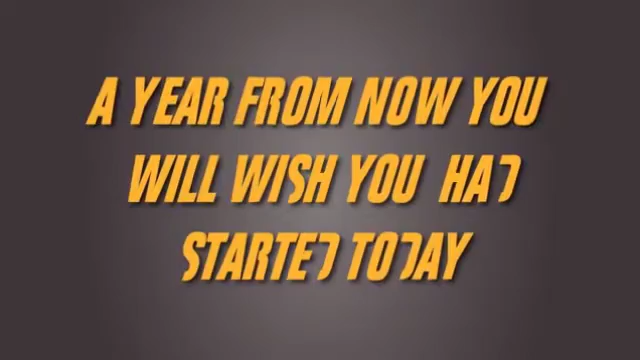 A YEAR FROM NOW YOU
WILL WISH YOU HAD
STARTED TODAY